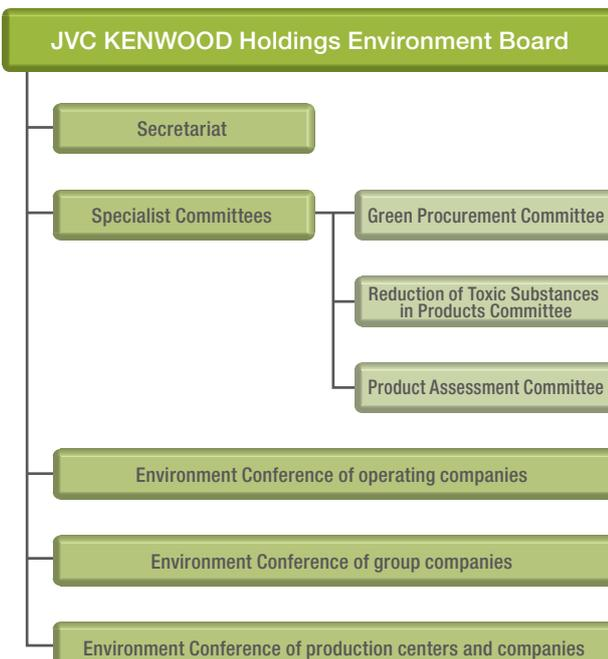 JVC KENWOOD Holdings Environment Board
Secretariat
Specialist Committees
Green Procurement Committee
Reduction of Toxic Substances
in Products Committee
Product Assessment Committee
Environment Conference of operating companies
Environment Conference of group companies
Environment Conference of production centers and companies